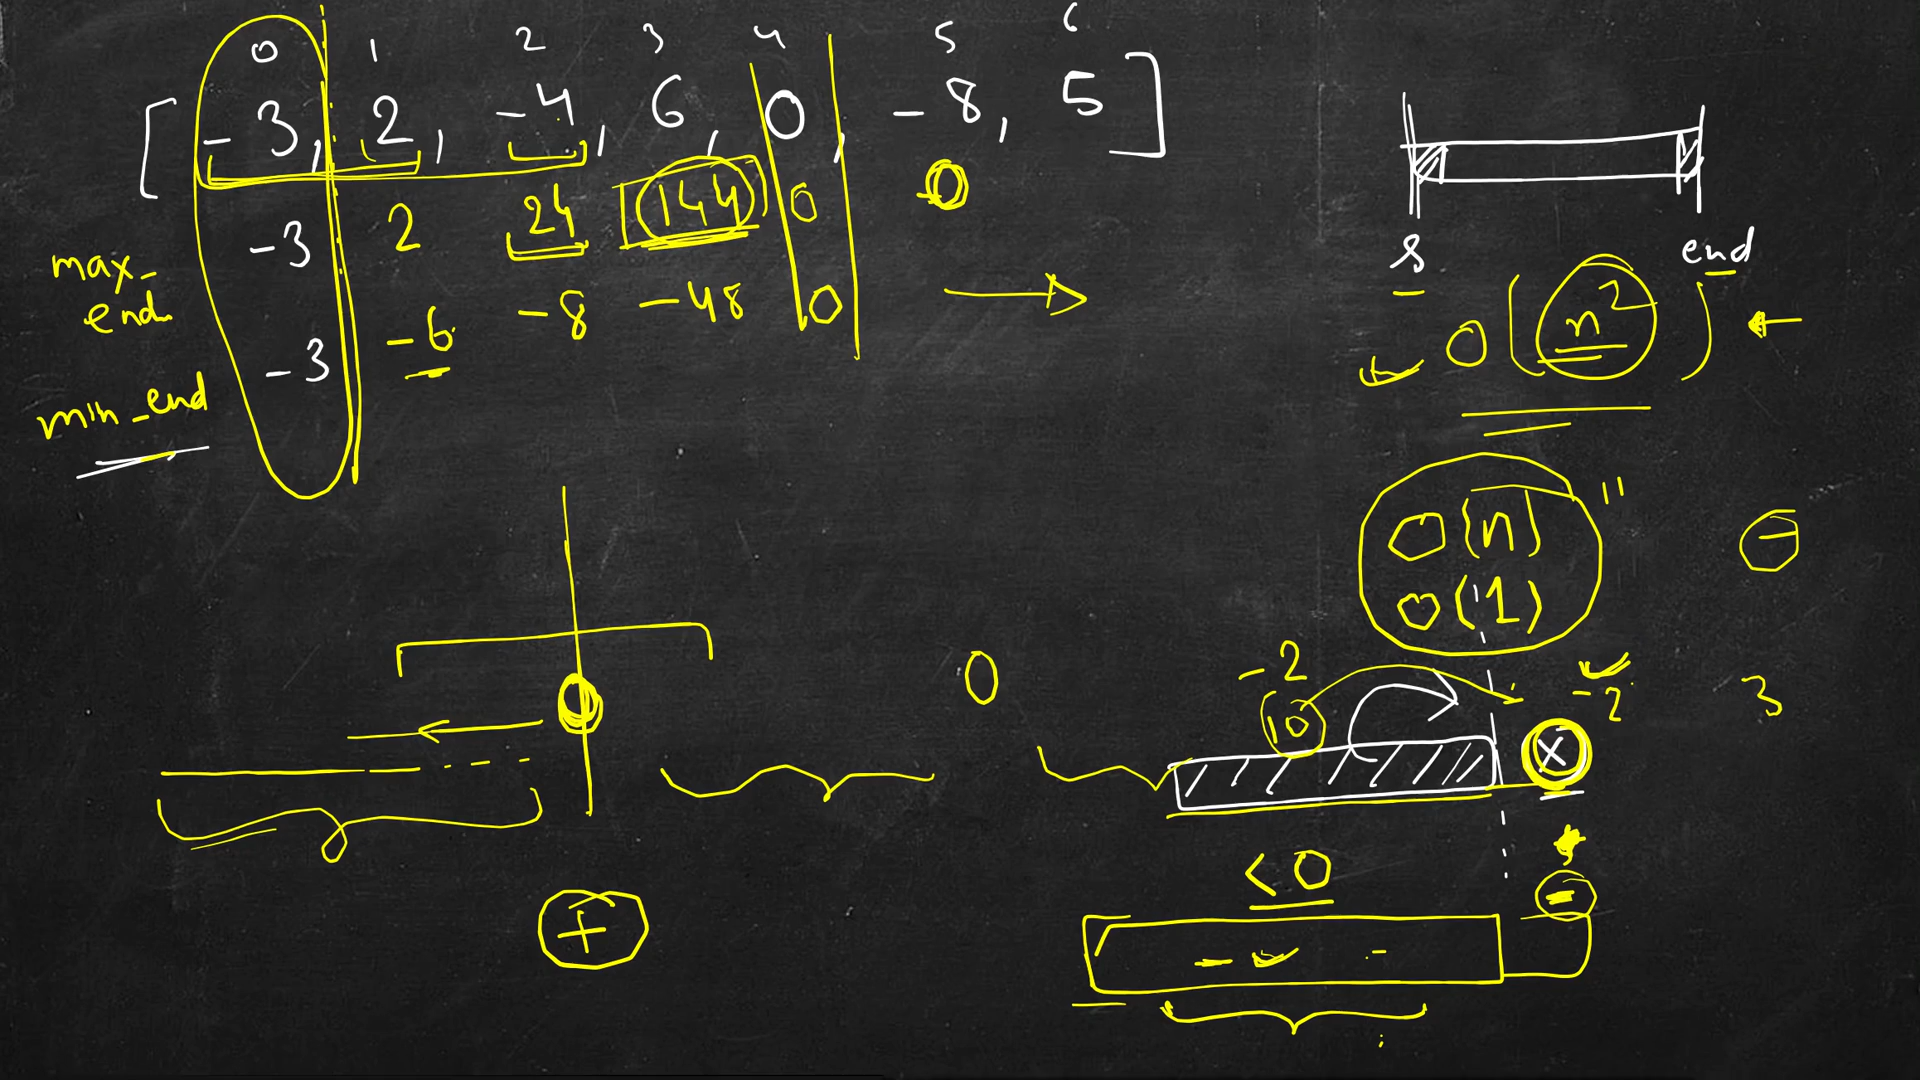 0 1 2 3 4 5 6
[ -3, 2, -4, 6, 0, -8, 5 ]
max_end -3 2 24 144 0 0
min_end -3 -6 -8 -48 0
s end
O(n²)
O(n)
O(1)
-
+
0
-2
10
-2
3
x
<0
*
-
- -